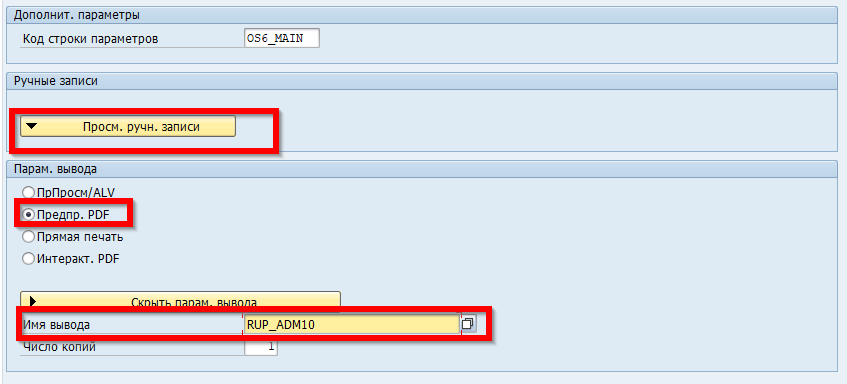 Дополнит. параметры
Код строки параметров OS6_MAIN
Ручные записи
Просм. ручн. записи
Парам. вывода
ПрПросм/ALV
Предпр. PDF
Прямая печать
Интеракт. PDF
Скрыть парам. вывода
Имя вывода RUP_ADM10
Число копий 1